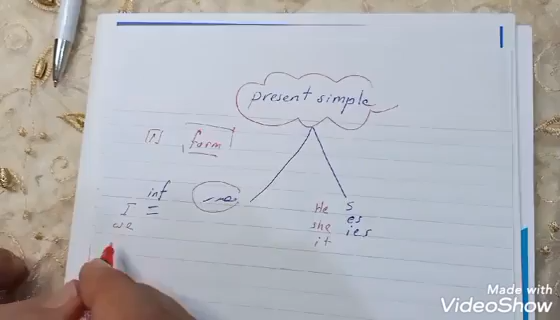 present simple
[1] form
inf
I
we
He
she
it
s
es
ies
Made with
VideoShow